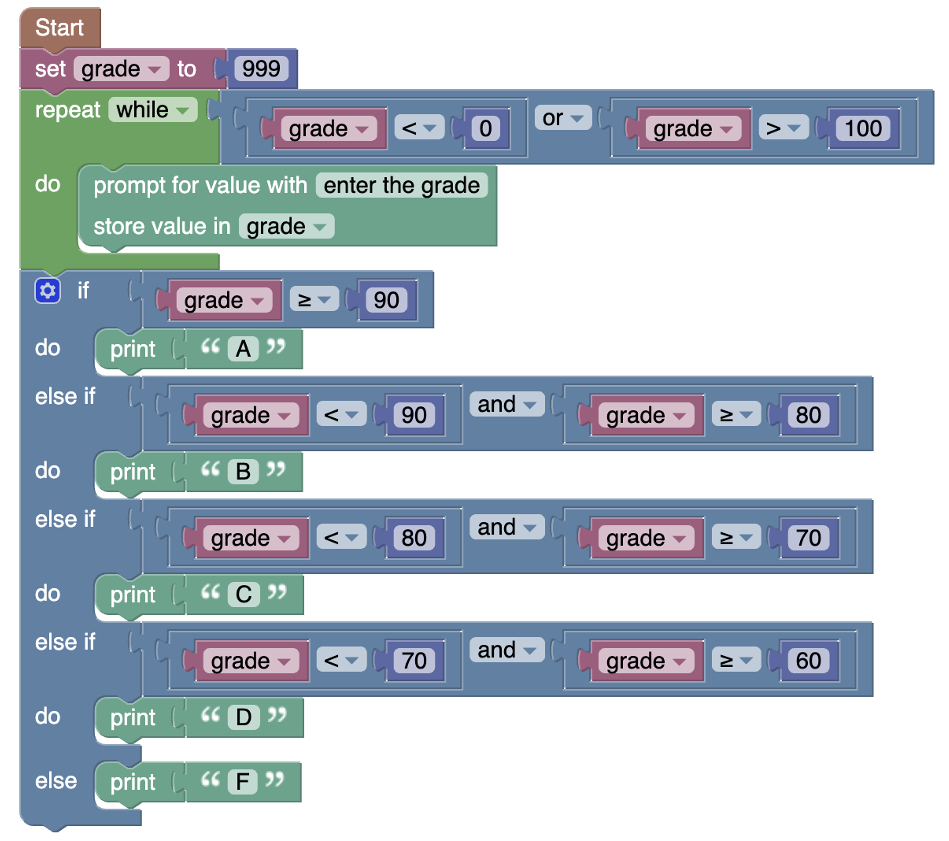 Start
set grade to 999
repeat while grade < 0 or grade > 100
do prompt for value with enter the grade
store value in grade
if grade ≥ 90
do print “ A ”
else if grade < 90 and grade ≥ 80
do print “ B ”
else if grade < 80 and grade ≥ 70
do print “ C ”
else if grade < 70 and grade ≥ 60
do print “ D ”
else print “ F ”